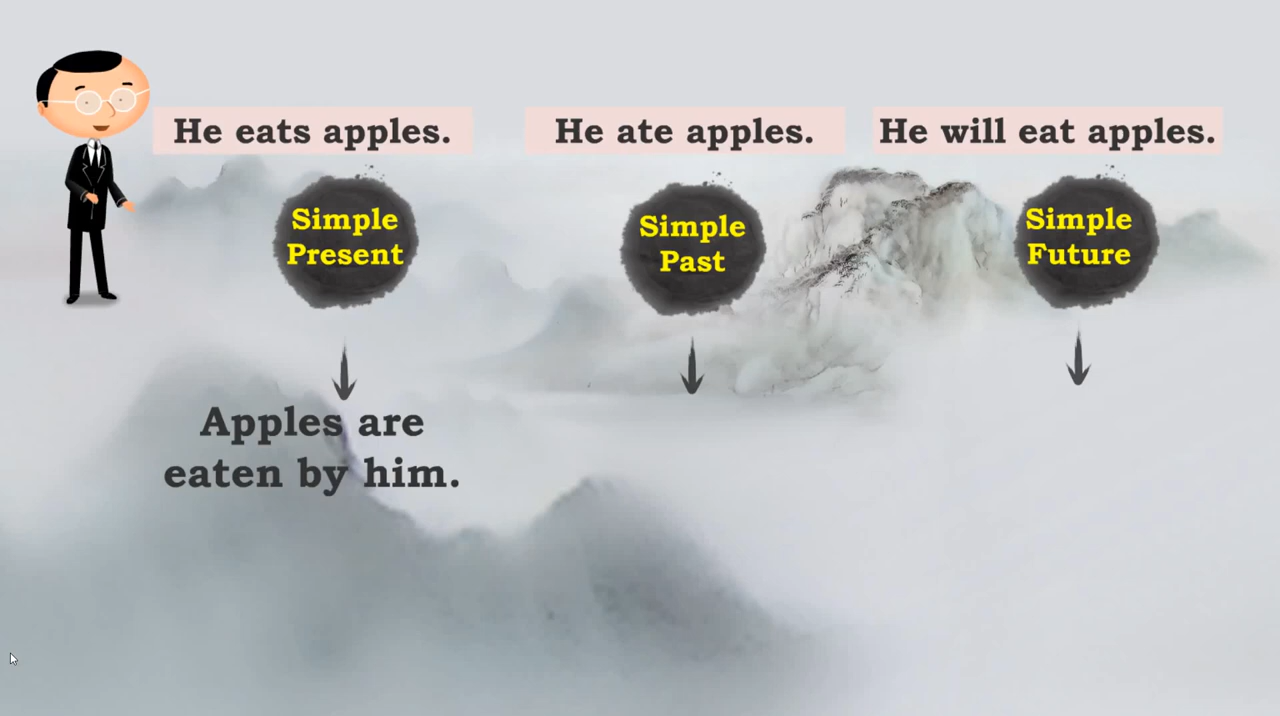 He eats apples.
He ate apples.
He will eat apples.
Simple
Present
Simple
Past
Simple
Future
Apples are
eaten by him.